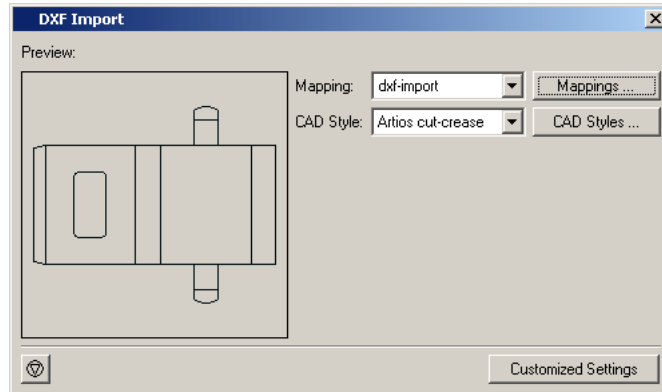 DXF Import
Preview:
Mapping: dxf-import Mappings ...
CAD Style: Artios cut-crease CAD Styles ...
Customized Settings